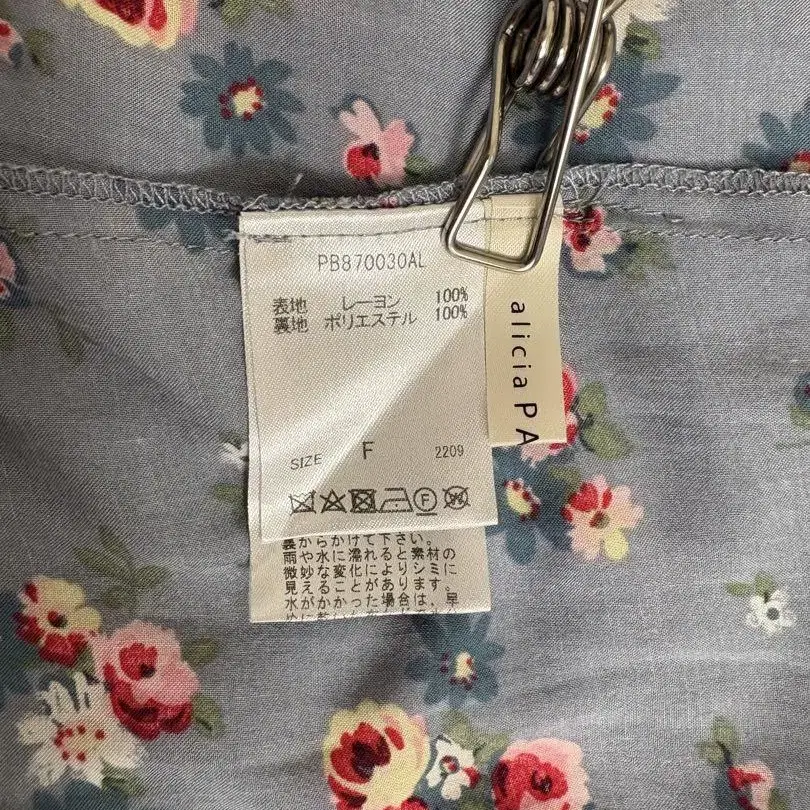 PB870030AL
表地 レーヨン 100%
裏地 ポリエステル 100%
SIZE F 2209
F
alicia PA
裏からかけて下さい。
雨や水に濡れると素材の
微妙な変化によりシミに
見えることがあります。
水がかかった場合は、早